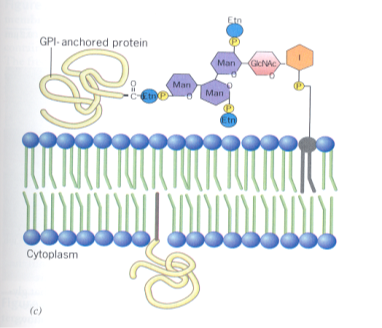 Etn
GPI- anchored protein
P
Man
GlcNAc
I
O
Man
O
O
C
Etn
P
O
Man
P
P
Etn
Cytoplasm
(c)